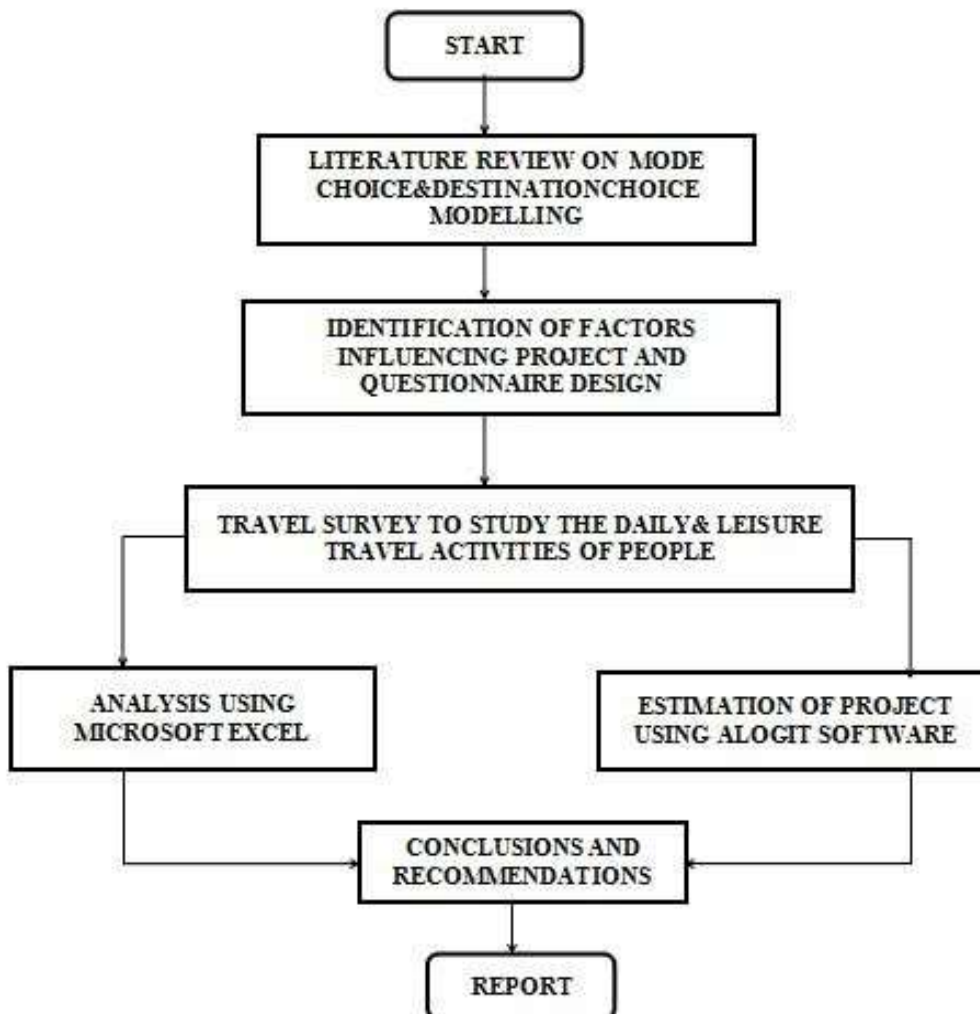 START
LITERATURE REVIEW ON MODE
CHOICE&DESTINATIONCHOICE
MODELLING
IDENTIFICATION OF FACTORS
INFLUENCING PROJECT AND
QUESTIONNAIRE DESIGN
TRAVEL SURVEY TO STUDY THE DAILY& LEISURE
TRAVEL ACTIVITIES OF PEOPLE
ANALYSIS USING
MICROSOFT EXCEL
ESTIMATION OF PROJECT
USING ALOGIT SOFTWARE
CONCLUSIONS AND
RECOMMENDATIONS
REPORT